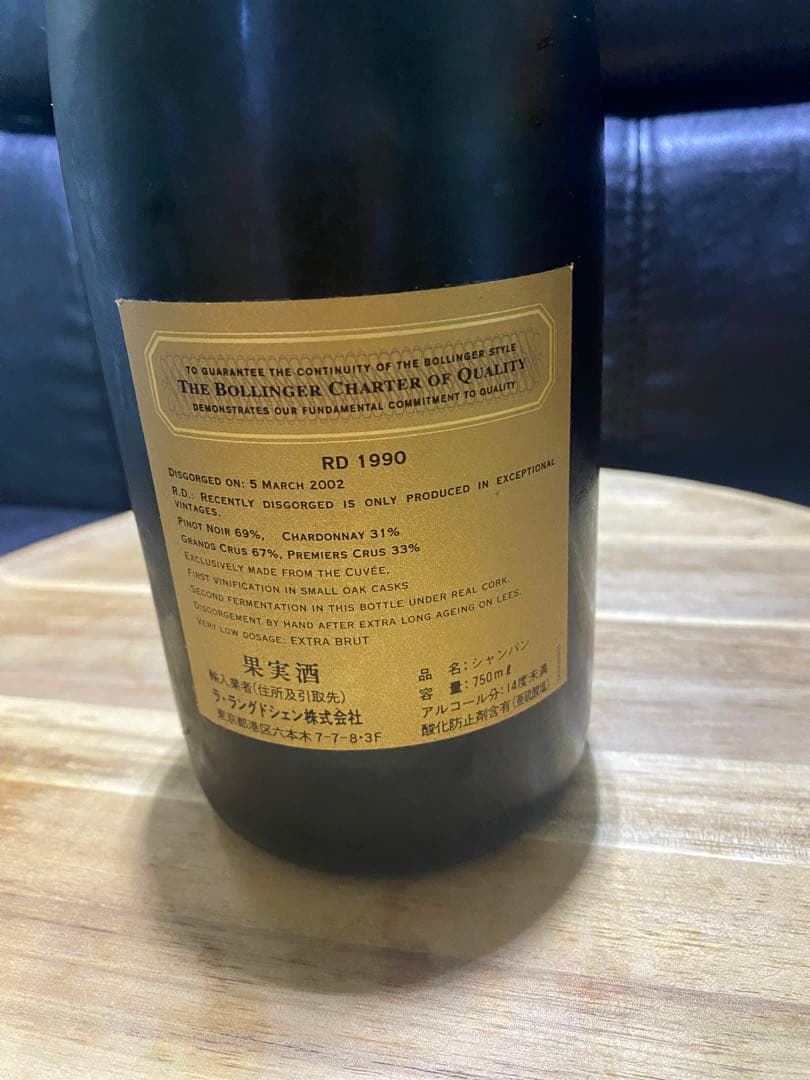 TO GUARANTEE THE CONTINUITY OF THE BOLLINGER STYLE
THE BOLLINGER CHARTER OF QUALITY
DEMONSTRATES OUR FUNDAMENTAL COMMITMENT TO QUALITY
RD 1990
DISGORGED ON: 5 MARCH 2002
R.D.: RECENTLY DISGORGED IS ONLY PRODUCED IN EXCEPTIONAL
VINTAGES.
PINOT NOIR 69%, CHARDONNAY 31%
GRANDS CRUS 67%, PREMIERS CRUS 33%
EXCLUSIVELY MADE FROM THE CUVÉE.
FIRST VINIFICATION IN SMALL OAK CASKS
SECOND FERMENTATION IN THIS BOTTLE UNDER REAL CORK.
DISGORGEMENT BY HAND AFTER EXTRA LONG AGEING ON LEES.
VERY LOW DOSAGE: EXTRA BRUT
果実酒
輸入業者(住所及引取先)
ラ・ラングドシェン株式会社
東京都港区六本木7-7-8・3F
品 名:シャンパン
容 量:750mℓ
アルコール分:14度未満
酸化防止剤含有(亜硫酸塩)